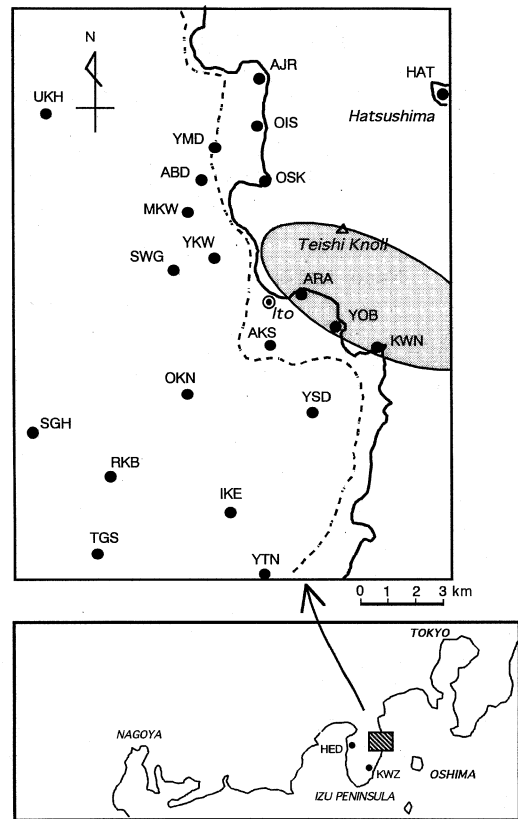 N
AJR
HAT
UKH
Hatsushima
OIS
YMD
ABD
OSK
MKW
Teishi Knoll
YKW
SWG
ARA
Ito
YOB
AKS
KWN
OKN
YSD
SGH
RKB
IKE
TGS
YTN
0 1 2 3 km
TOKYO
NAGOYA
HED
KWZ
OSHIMA
IZU PENINSULA